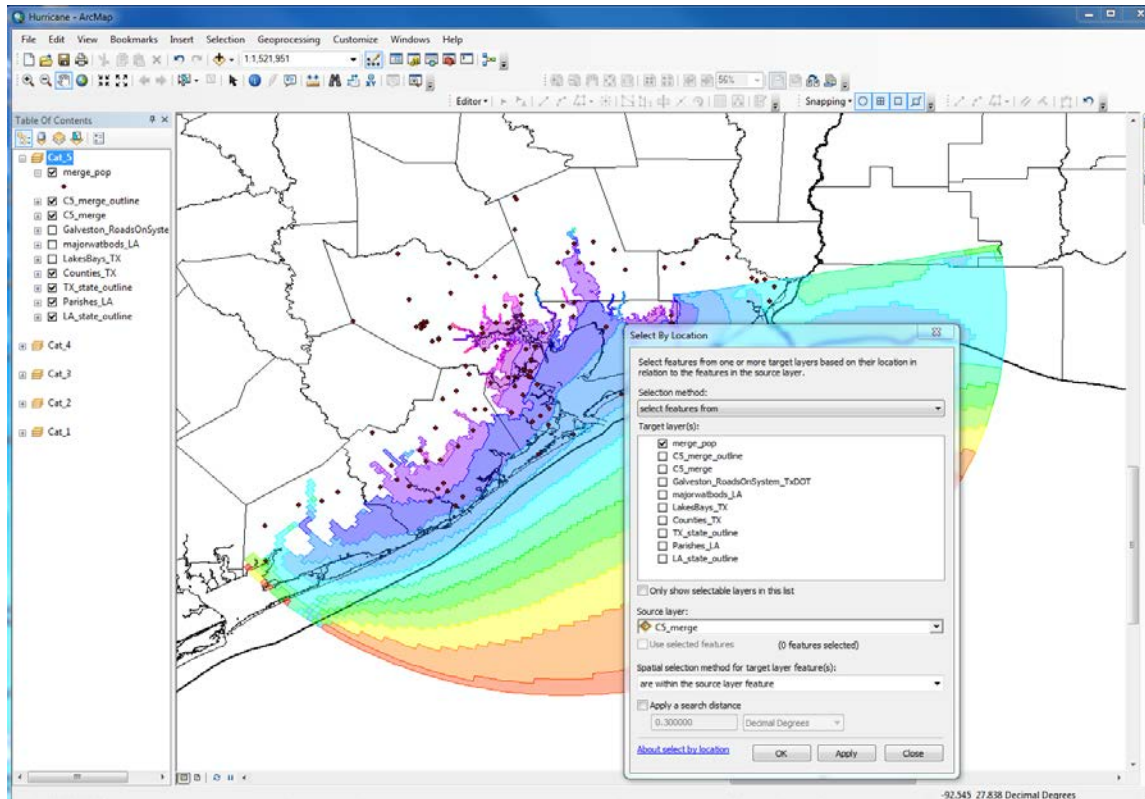 Hurricane - ArcMap
File Edit View Bookmarks Insert Selection Geoprocessing Customize Windows Help
1:1,521,951
56%
Editor
Snapping
Table Of Contents
Cat_5
merge_pop
C5_merge_outline
C5_merge
Galveston_RoadsOnSyste
majorwatbods_LA
LakesBays_TX
Counties_TX
TX_state_outline
Parishes_LA
LA_state_outline
Cat_4
Cat_3
Cat_2
Cat_1
Select By Location
Select features from one or more target layers based on their location in
relation to the features in the source layer.
Selection method:
select features from
Target layer(s):
merge_pop
C5_merge_outline
C5_merge
Galveston_RoadsOnSystem_TxDOT
majorwatbods_LA
LakesBays_TX
Counties_TX
TX_state_outline
Parishes_LA
LA_state_outline
Only show selectable layers in this list
Source layer:
C5_merge
Use selected features (0 features selected)
Spatial selection method for target layer feature(s):
are within the source layer feature
Apply a search distance
0.300000 Decimal Degrees
About select by location OK Apply Close
-92.545 27.838 Decimal Degrees